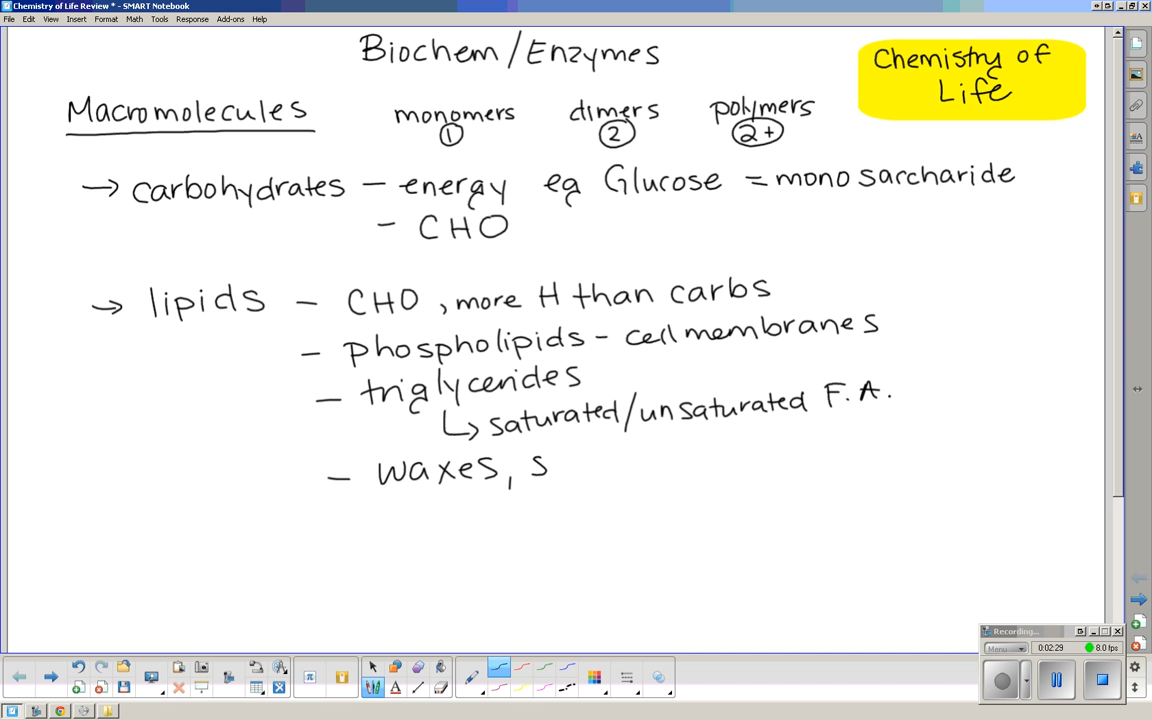 Chemistry of Life Review * - SMART Notebook
File Edit View Insert Format Math Tools Response Add-ons Help
Biochem/Enzymes
Chemistry of
Life
Macromolecules monomers dimers polymers
1 2 2+
→ carbohydrates - energy eg Glucose = monosaccharide
- CHO
→ lipids - CHO, more H than carbs
- phospholipids - cell membranes
- triglycerides
↳ saturated/unsaturated F.A.
- waxes, s
Recording...
Menu 0:02:29 8.0 fps